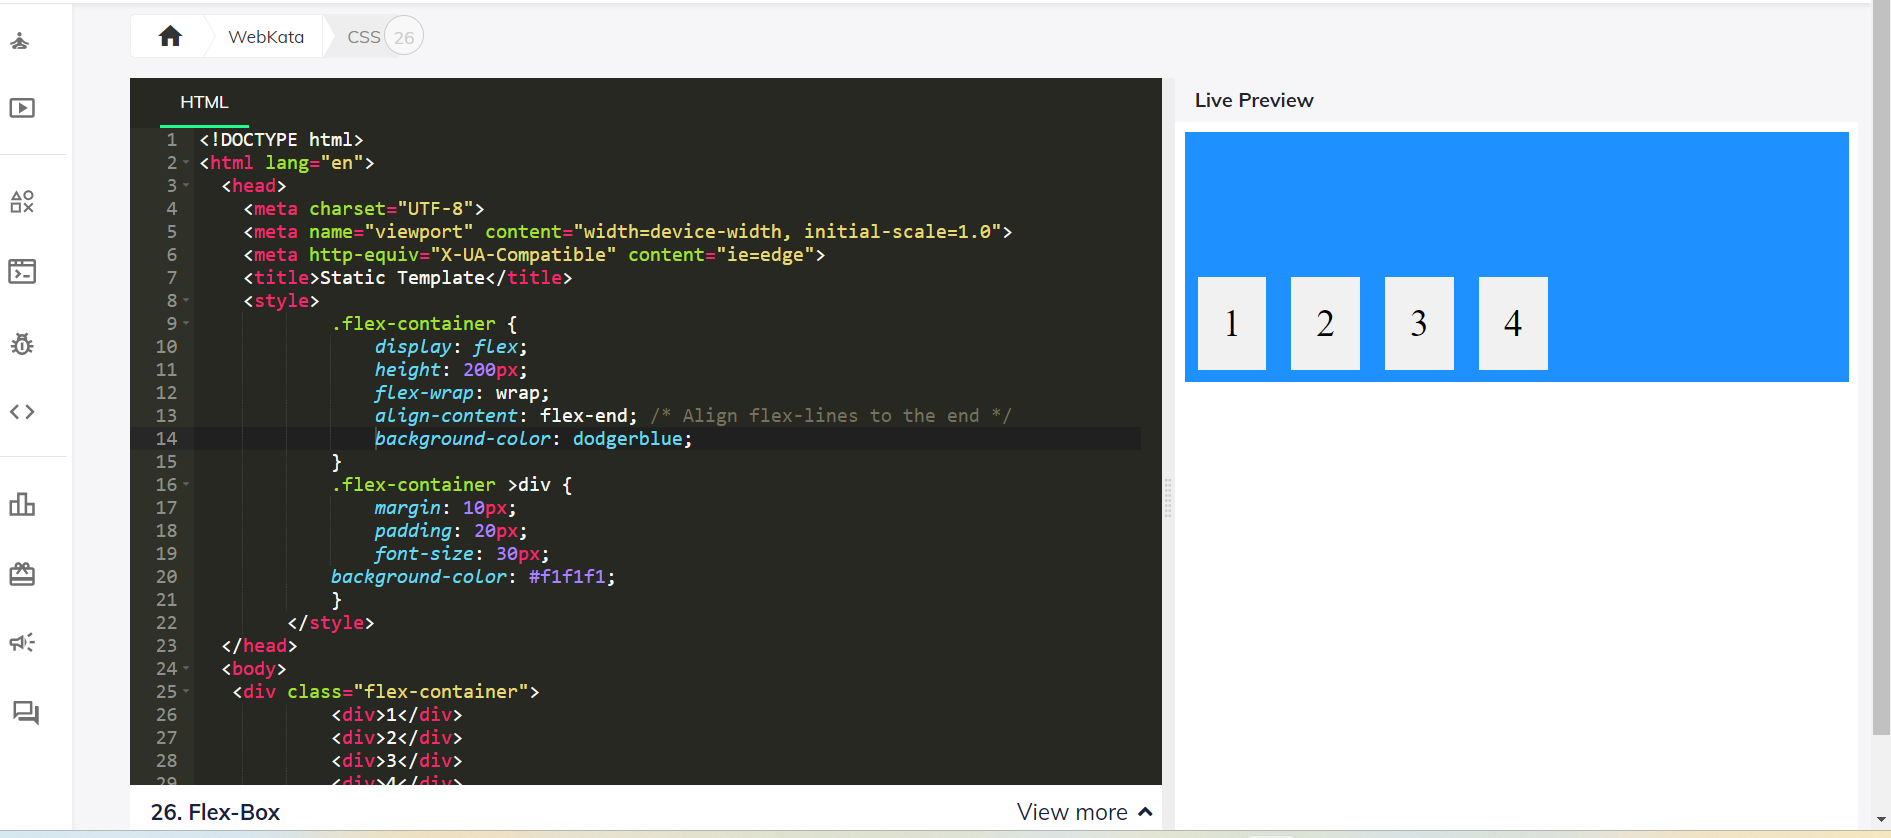 WebKata
CSS 26
HTML
1 <!DOCTYPE html>
2 <html lang="en">
3 <head>
4 <meta charset="UTF-8">
5 <meta name="viewport" content="width=device-width, initial-scale=1.0">
6 <meta http-equiv="X-UA-Compatible" content="ie=edge">
7 <title>Static Template</title>
8 <style>
9 .flex-container {
10 display: flex;
11 height: 200px;
12 flex-wrap: wrap;
13 align-content: flex-end; /* Align flex-lines to the end */
14 background-color: dodgerblue;
15 }
16 .flex-container >div {
17 margin: 10px;
18 padding: 20px;
19 font-size: 30px;
20 background-color: #f1f1f1;
21 }
22 </style>
23 </head>
24 <body>
25 <div class="flex-container">
26 <div>1</div>
27 <div>2</div>
28 <div>3</div>
29 <div>4</div>
26. Flex-Box
View more
Live Preview
1 2 3 4